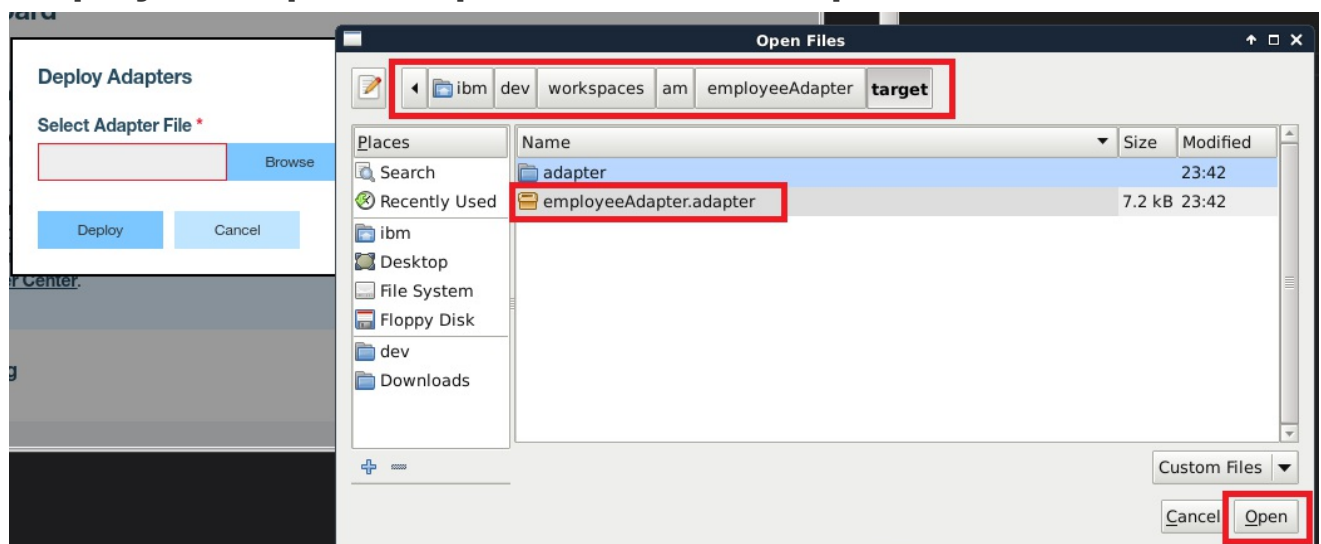 Open Files
Deploy Adapters
ibm dev workspaces am employeeAdapter target
Select Adapter File *
Browse
Places
Name Size Modified
Search
adapter 23:42
Recently Used
employeeAdapter.adapter 7.2 kB 23:42
Deploy Cancel
ibm
Desktop
er Center.
File System
Floppy Disk
dev
g
Downloads
Custom Files
Cancel Open